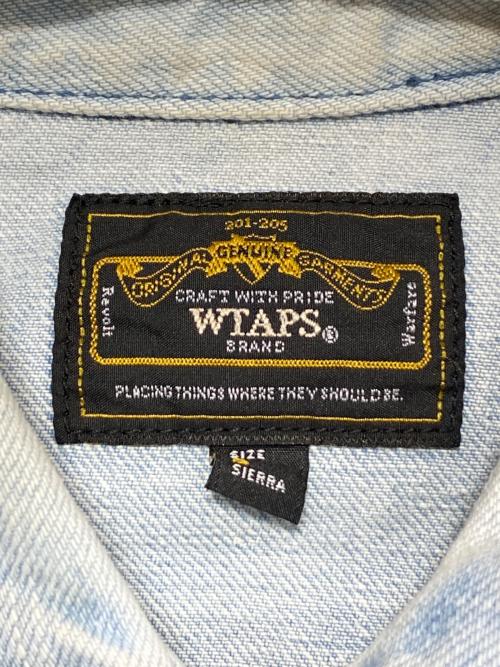 201-205
ORIGINAL GENUINE GARMENTS
CRAFT WITH PRIDE
Revolt
WTAPS®
Warfare
BRAND
PLACING THINGS WHERE THEY SHOULD BE.
SIZE
SIERRA